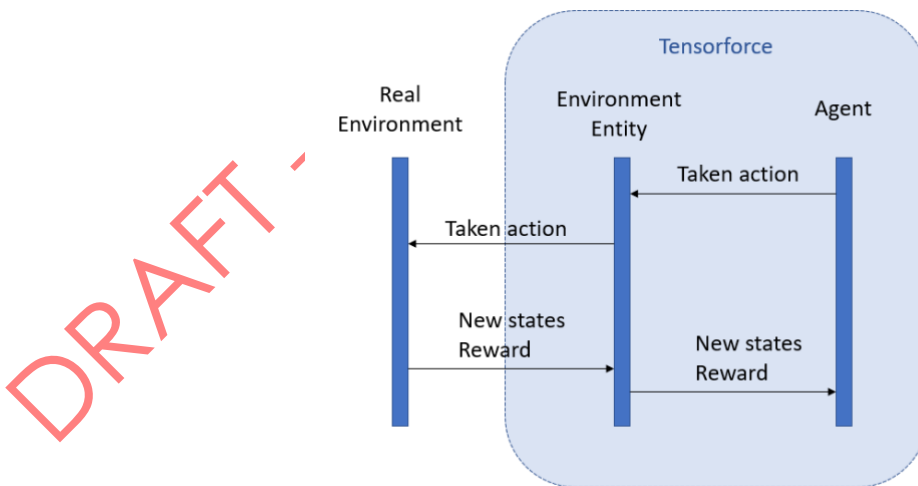 Tensorforce
Real
Environment
Environment
Entity
Agent
Taken action
Taken action
New states
Reward
New states
Reward
DRAFT -